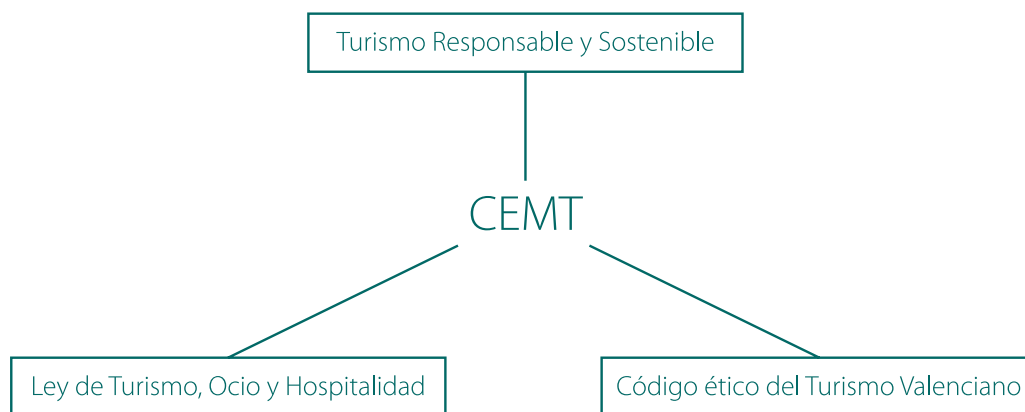 Turismo Responsable y Sostenible
CEMT
Ley de Turismo, Ocio y Hospitalidad
Código ético del Turismo Valenciano